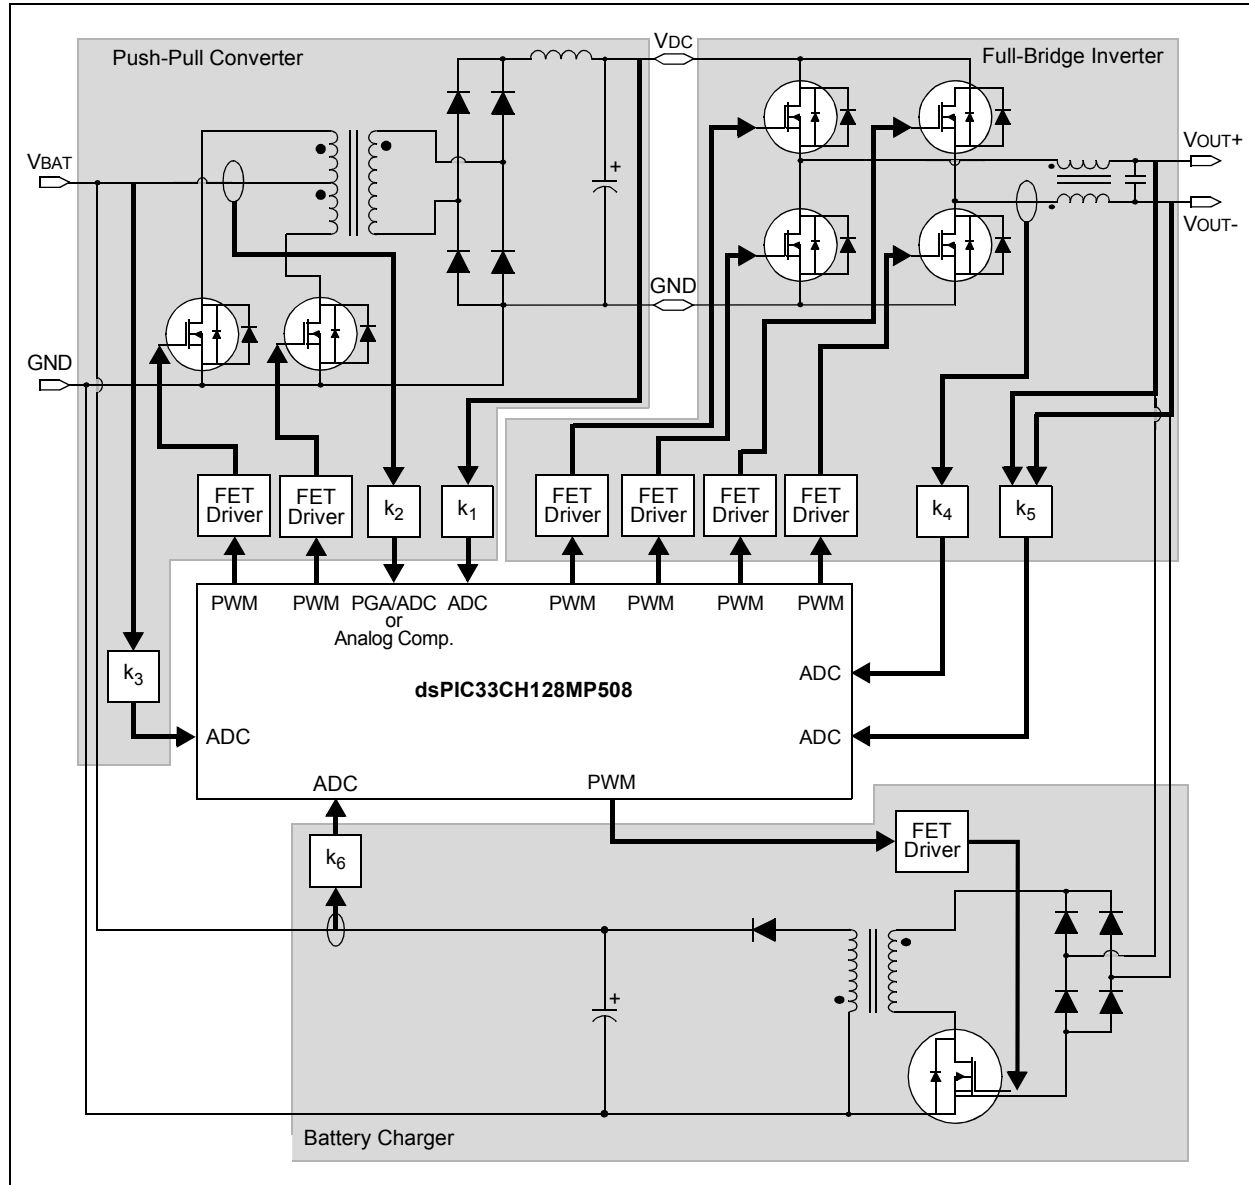 Push-Pull Converter
VDC
Full-Bridge Inverter
+
VOUT+
VBAT
VOUT-
GND
GND
FET
Driver
FET
Driver
k2
k1
FET
Driver
FET
Driver
FET
Driver
FET
Driver
k4
k5
PWM
PWM
PGA/ADC
or
Analog Comp.
ADC
PWM
PWM
PWM
PWM
k3
ADC
dsPIC33CH128MP508
ADC
ADC
ADC
PWM
k6
FET
Driver
+
Battery Charger